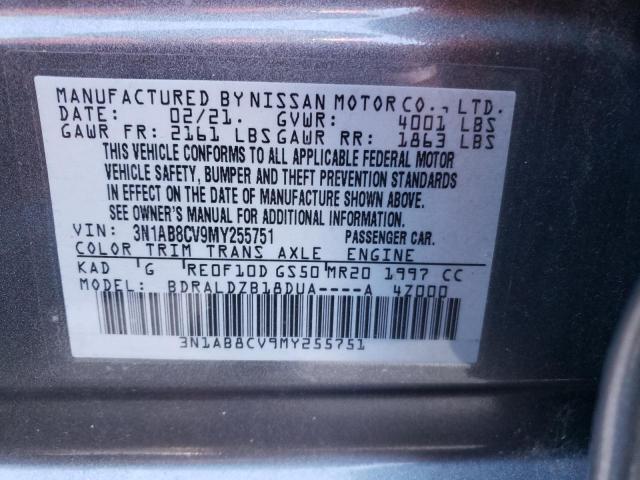 MANUFACTURED BY NISSAN MOTOR CO., LTD.
DATE: 02/21. GVWR: 4001 LBS
GAWR FR: 2161 LBS GAWR RR: 1863 LBS
THIS VEHICLE CONFORMS TO ALL APPLICABLE FEDERAL MOTOR
VEHICLE SAFETY, BUMPER AND THEFT PREVENTION STANDARDS
IN EFFECT ON THE DATE OF MANUFACTURE SHOWN ABOVE.
SEE OWNER'S MANUAL FOR ADDITIONAL INFORMATION.
VIN: 3N1AB8CV9MY255751 PASSENGER CAR.
COLOR TRIM TRANS AXLE ENGINE
KAD G RE0F10D GS50 MR20 1997 CC
MODEL: BDRALDZB18DUA----A 4Z000
3N1AB8CV9MY255751